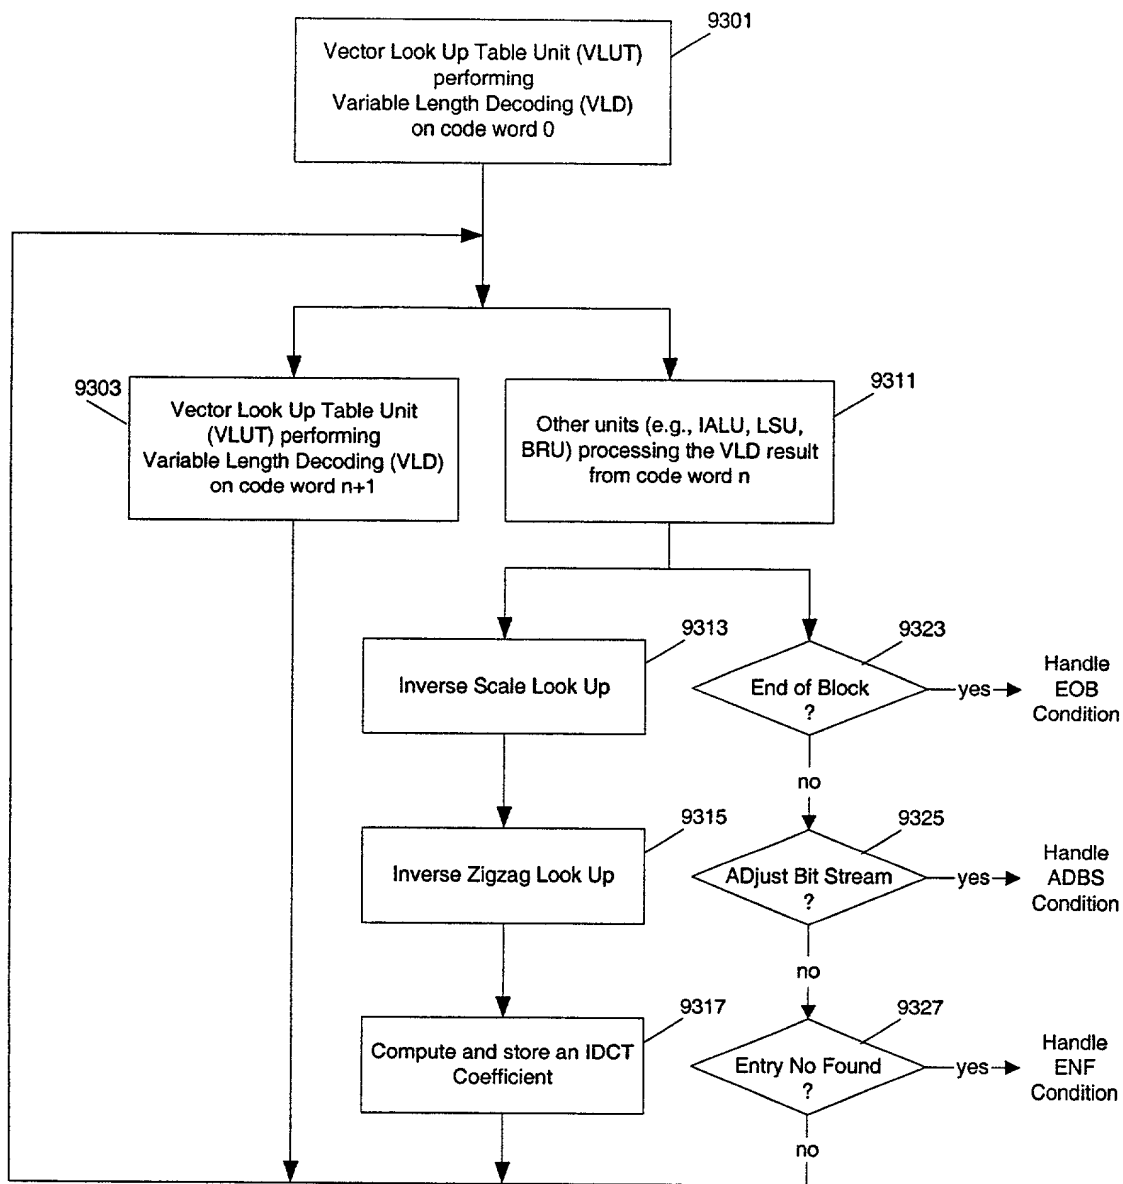 9301
Vector Look Up Table Unit (VLUT)
performing
Variable Length Decoding (VLD)
on code word 0
9303
Vector Look Up Table Unit
(VLUT) performing
Variable Length Decoding (VLD)
on code word n+1
9311
Other units (e.g., IALU, LSU,
BRU) processing the VLD result
from code word n
9313
Inverse Scale Look Up
9323
End of Block
?
yes
Handle
EOB
Condition
no
9315
Inverse Zigzag Look Up
9325
ADjust Bit Stream
?
yes
Handle
ADBS
Condition
no
9317
Compute and store an IDCT
Coefficient
9327
Entry No Found
?
yes
Handle
ENF
Condition
no